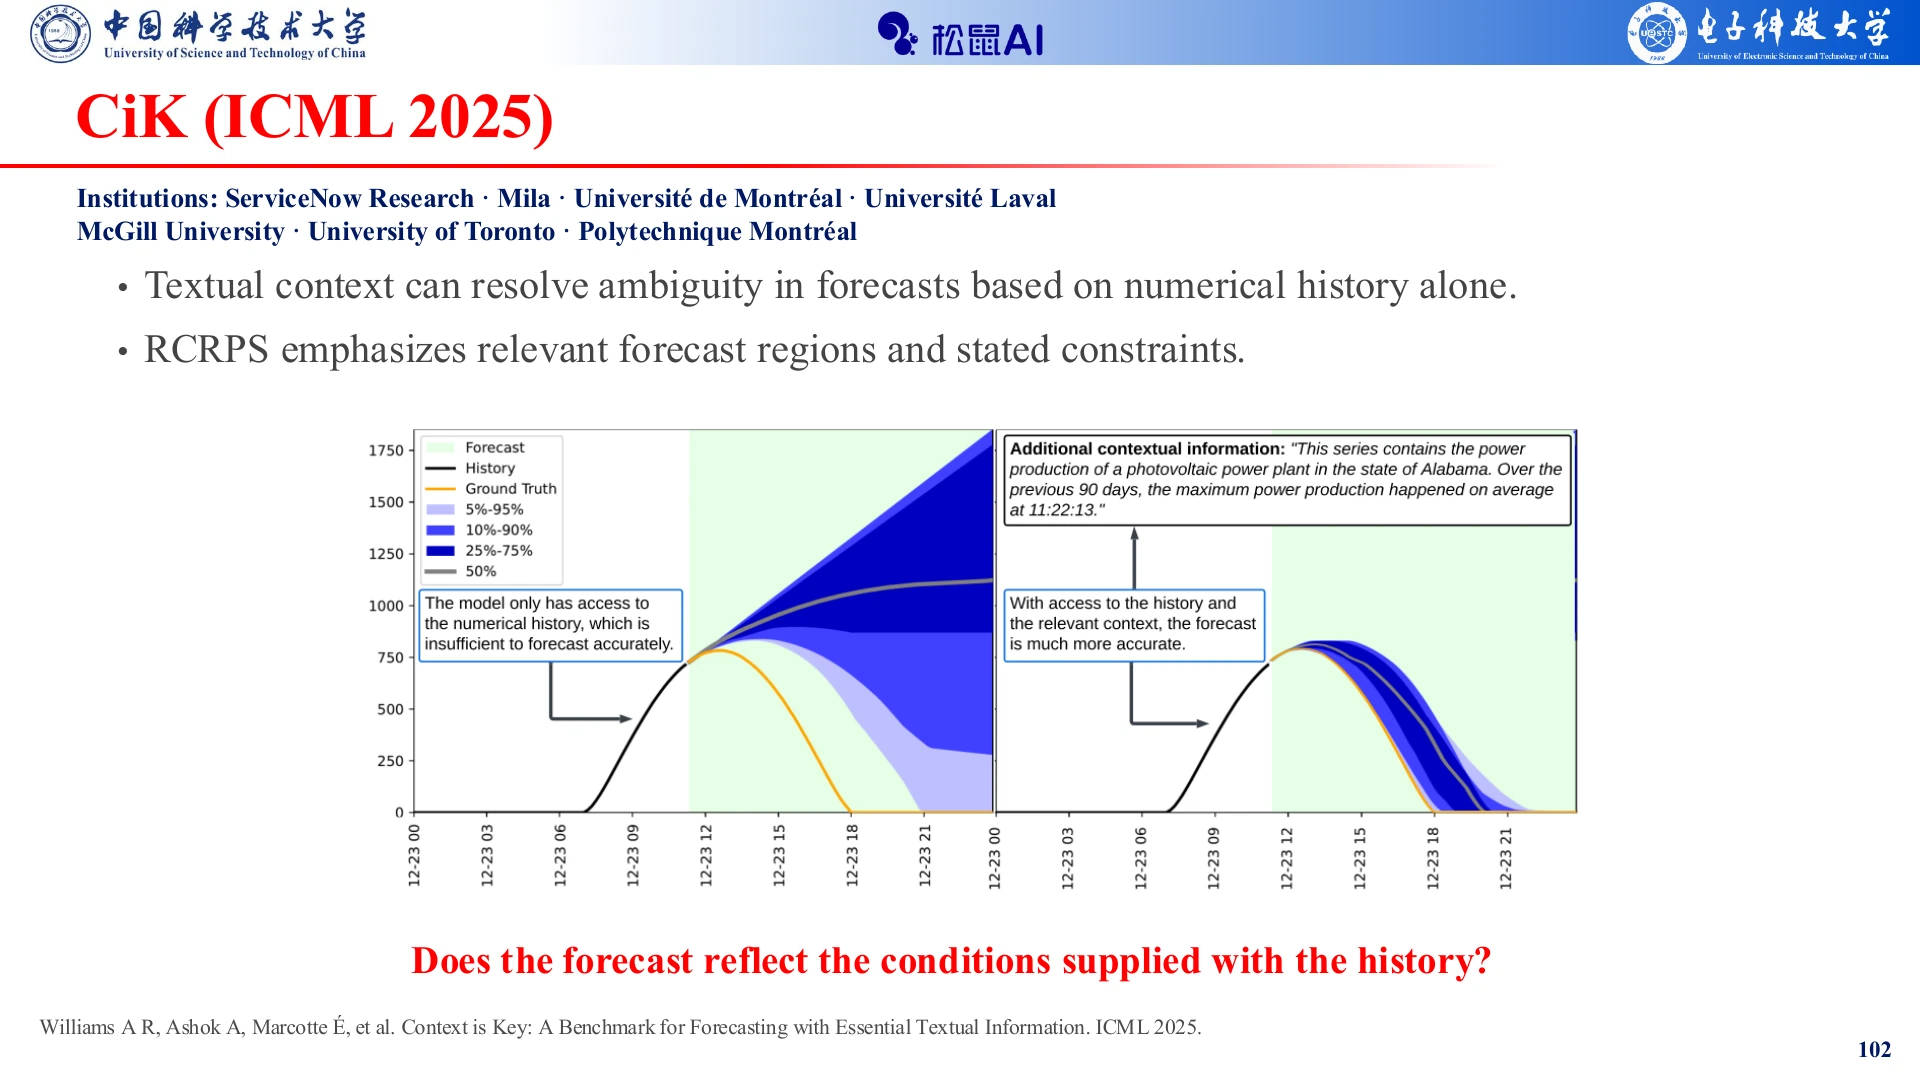 中国科学技术大学
University of Science and Technology of China
松鼠AI
电子科技大学
University of Electronic Science and Technology of China
CiK (ICML 2025)
Institutions: ServiceNow Research · Mila · Université de Montréal · Université Laval
McGill University · University of Toronto · Polytechnique Montréal
• Textual context can resolve ambiguity in forecasts based on numerical history alone.
• RCRPS emphasizes relevant forecast regions and stated constraints.
1750
1500
1250
1000
750
500
250
0
Forecast
History
Ground Truth
5%-95%
10%-90%
25%-75%
50%
The model only has access to
the numerical history, which is
insufficient to forecast accurately.
Additional contextual information: "This series contains the power
production of a photovoltaic power plant in the state of Alabama. Over the
previous 90 days, the maximum power production happened on average
at 11:22:13."
With access to the history and
the relevant context, the forecast
is much more accurate.
12-23 00
12-23 03
12-23 06
12-23 09
12-23 12
12-23 15
12-23 18
12-23 21
12-23 00
12-23 03
12-23 06
12-23 09
12-23 12
12-23 15
12-23 18
12-23 21
Does the forecast reflect the conditions supplied with the history?
Williams A R, Ashok A, Marcotte É, et al. Context is Key: A Benchmark for Forecasting with Essential Textual Information. ICML 2025.
102